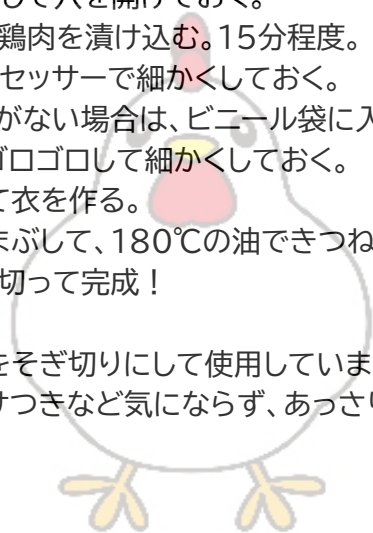 して穴を開けておく。
鶏肉を漬け込む。15分程度。
セッサーで細かくしておく。
がない場合は、ビニール袋に入
ゴロゴロして細かくしておく。
て衣を作る。
まぶして、180℃の油できつね
切って完成！
をそぎ切りにして使用していま
けつきなど気にならず、あっさり